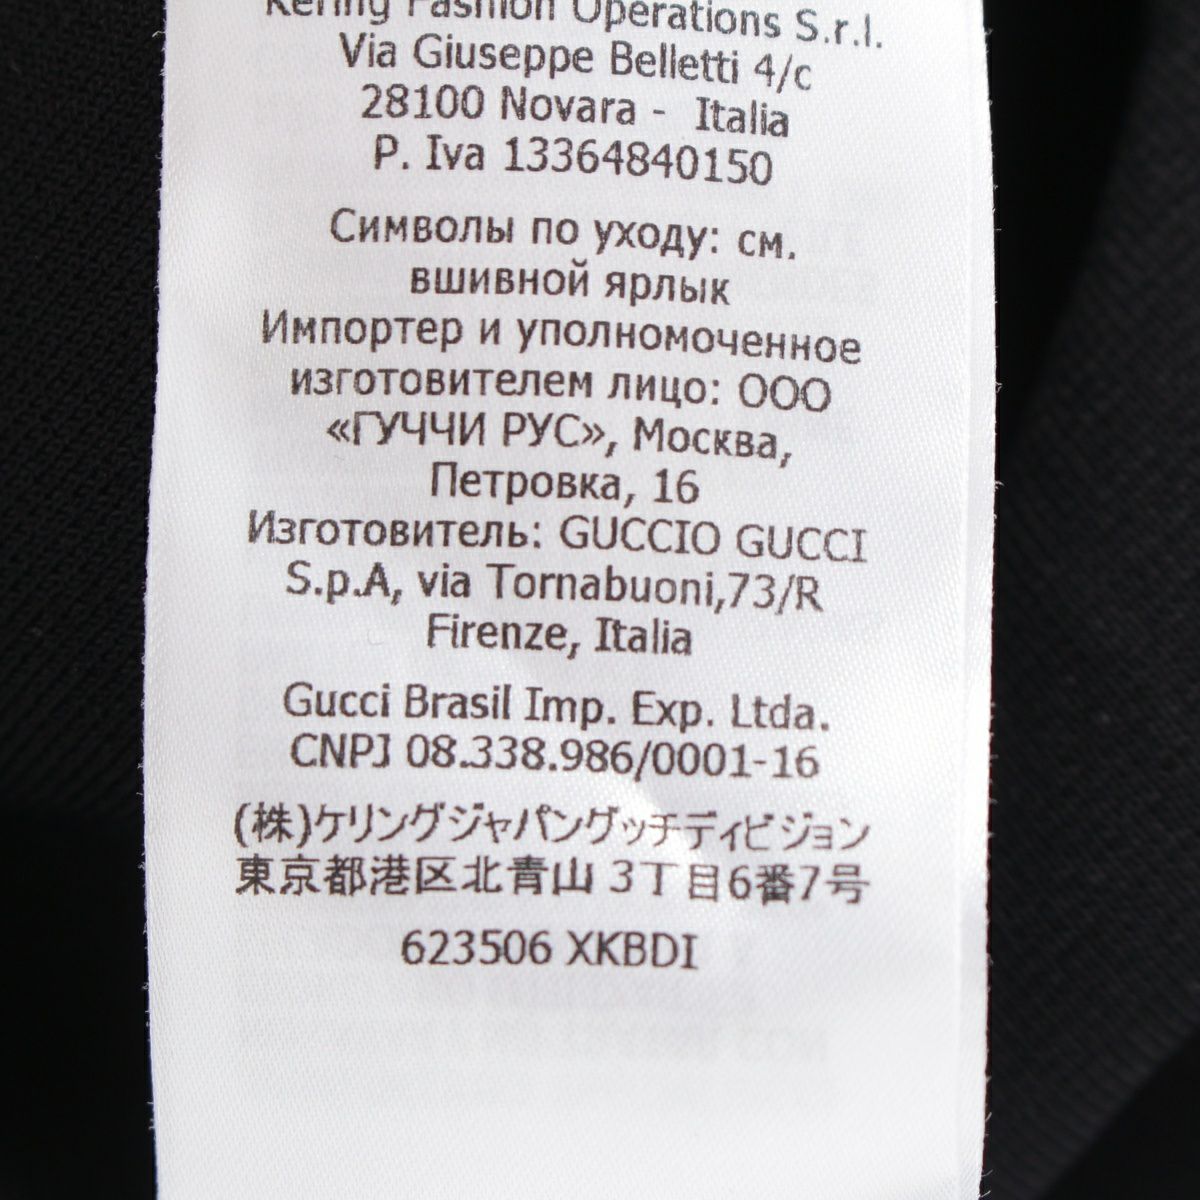 Kering Fashion Operations S.r.l.
Via Giuseppe Belletti 4/c
28100 Novara - Italia
P. Iva 13364840150
Символы по уходу: см.
вшивной ярлык
Импортер и уполномоченное
изготовителем лицо: ООО
«ГУЧЧИ РУС», Москва,
Петровка, 16
Изготовитель: GUCCIO GUCCI
S.p.A, via Tornabuoni,73/R
Firenze, Italia
Gucci Brasil Imp. Exp. Ltda.
CNPJ 08.338.986/0001-16
(株)ケリングジャパングッチディビジョン
東京都港区北青山 3丁目6番7号
623506 XKBDI